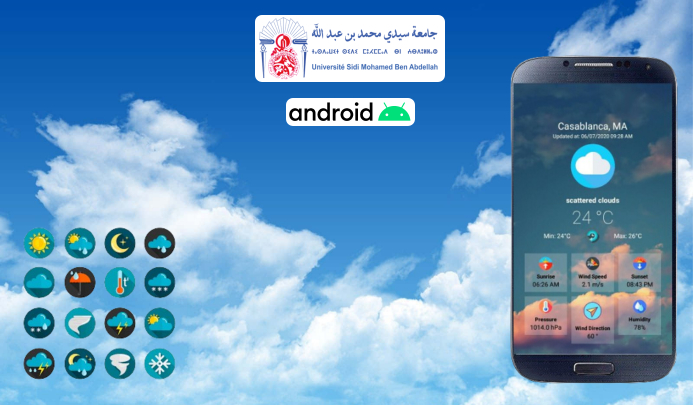 جامعة سيدي محمد بن عبد الله
Université Sidi Mohamed Ben Abdellah
android
Casablanca, MA
Updated at: 06/07/2020 09:28 AM
scattered clouds
24 °C
Min: 24°C Max: 26°C
Sunrise Wind Speed Sunset
06:26 AM 2.1 m/s 08:43 PM
Pressure Wind Direction Humidity
1014.0 hPa 60° 78%